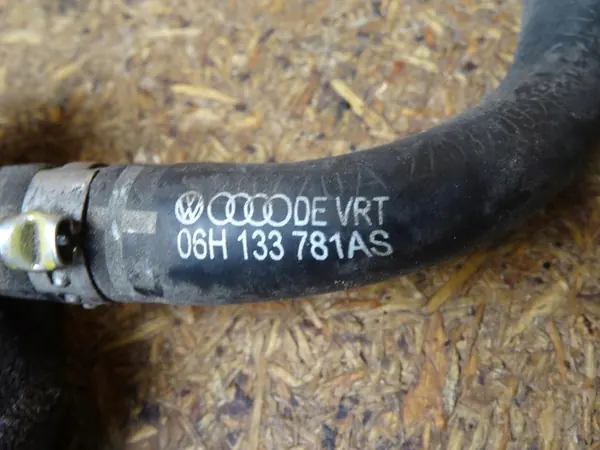 DE VRT
06H 133 781AS